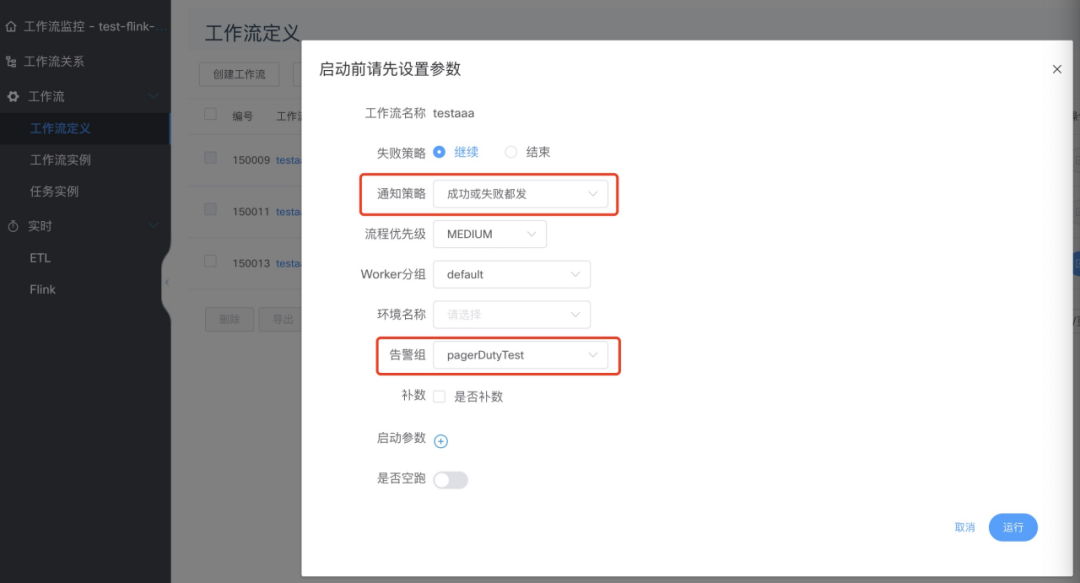 工作流监控 - test-flink-...
工作流关系
工作流
工作流定义
工作流实例
任务实例
实时
ETL
Flink
工作流定义
创建工作流
编号 工作
150009 testa
150011 testa
150013 testa
删除 导出
启动前请先设置参数
工作流名称 testaaa
失败策略 继续 结束
通知策略 成功或失败都发
流程优先级 MEDIUM
Worker分组 default
环境名称 请选择
告警组 pagerDutyTest
补数 是否补数
启动参数
是否空跑
取消 运行